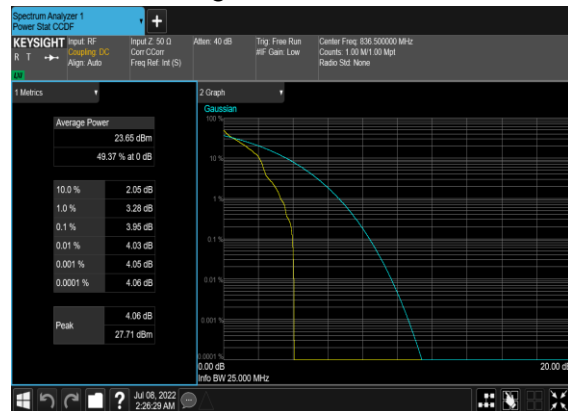 Spectrum Analyzer 1
Power Stat CCDF
+
KEYSIGHT
R T
LXI
Input: RF
Coupling: DC
Align: Auto
Input Z: 50 Ω
Corr CCorr
Freq Ref: Int (S)
Atten: 40 dB
Trig: Free Run
#IF Gain: Low
Center Freq: 836.500000 MHz
Counts: 1.00 M/1.00 Mpt
Radio Std: None
1 Metrics
Average Power
23.65 dBm
49.37 % at 0 dB
10.0 % 2.05 dB
1.0 % 3.28 dB
0.1 % 3.95 dB
0.01 % 4.03 dB
0.001 % 4.05 dB
0.0001 % 4.06 dB
Peak
4.06 dB
27.71 dBm
2 Graph
Gaussian
100 %
10 %
1 %
0.1 %
0.01 %
0.001 %
0.0001 %
0.00 dB
20.00 dB
Info BW 25.000 MHz
?
Jul 08, 2022
2:26:29 AM